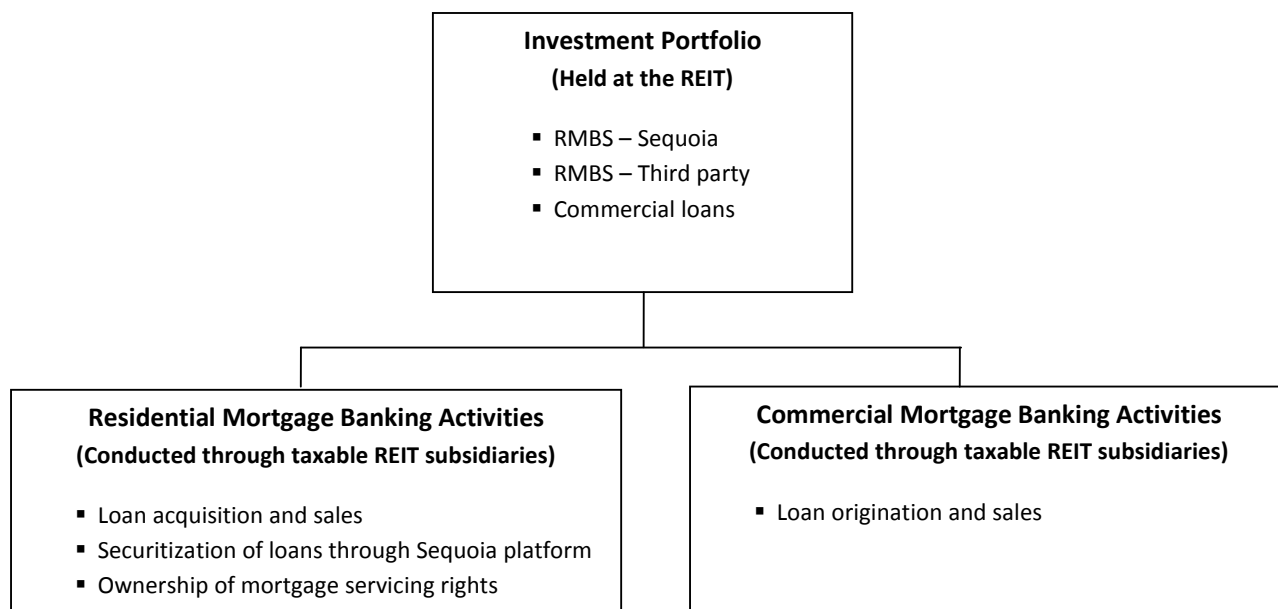 Investment Portfolio
(Held at the REIT)
▪ RMBS – Sequoia
▪ RMBS – Third party
▪ Commercial loans
Residential Mortgage Banking Activities
(Conducted through taxable REIT subsidiaries)
▪ Loan acquisition and sales
▪ Securitization of loans through Sequoia platform
▪ Ownership of mortgage servicing rights
Commercial Mortgage Banking Activities
(Conducted through taxable REIT subsidiaries)
▪ Loan origination and sales